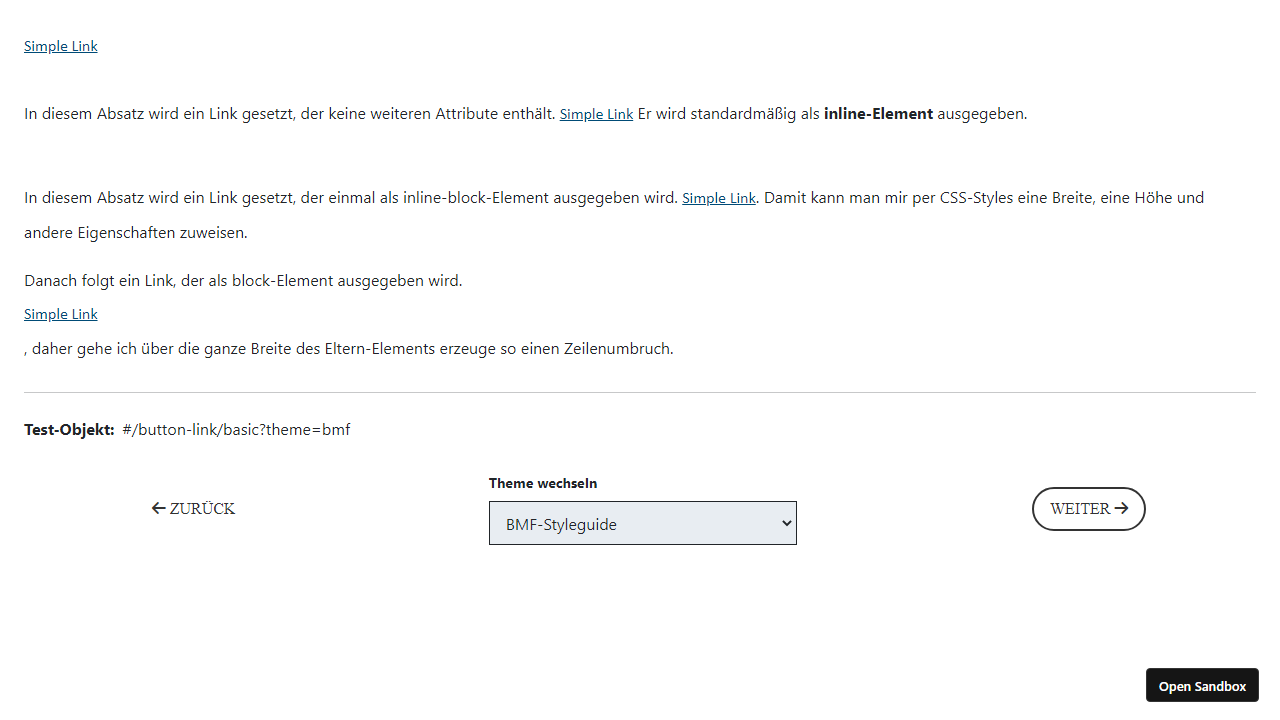 Simple Link
In diesem Absatz wird ein Link gesetzt, der keine weiteren Attribute enthält. Simple Link Er wird standardmäßig als inline-Element ausgegeben.
In diesem Absatz wird ein Link gesetzt, der einmal als inline-block-Element ausgegeben wird. Simple Link. Damit kann man mir per CSS-Styles eine Breite, eine Höhe und
andere Eigenschaften zuweisen.
Danach folgt ein Link, der als block-Element ausgegeben wird.
Simple Link
, daher gehe ich über die ganze Breite des Eltern-Elements erzeuge so einen Zeilenumbruch.
Test-Objekt: #/button-link/basic?theme=bmf
Theme wechseln
← ZURÜCK
BMF-Styleguide
WEITER →
Open Sandbox